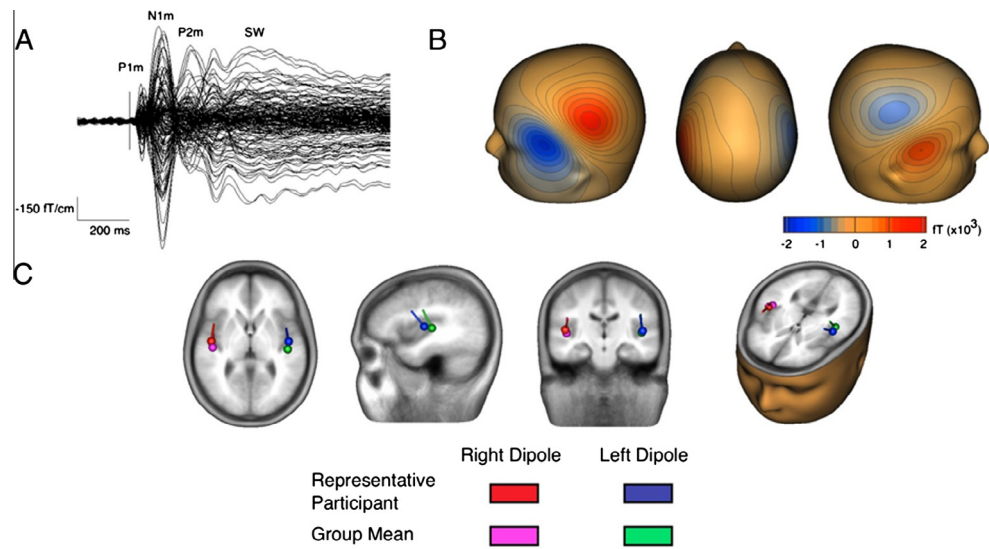 A
N1m
P2m
SW
P1m
-150 fT/cm
200 ms
B
-2 -1 0 1 2
fT (x10³)
C
Right Dipole Left Dipole
Representative
Participant
Group Mean